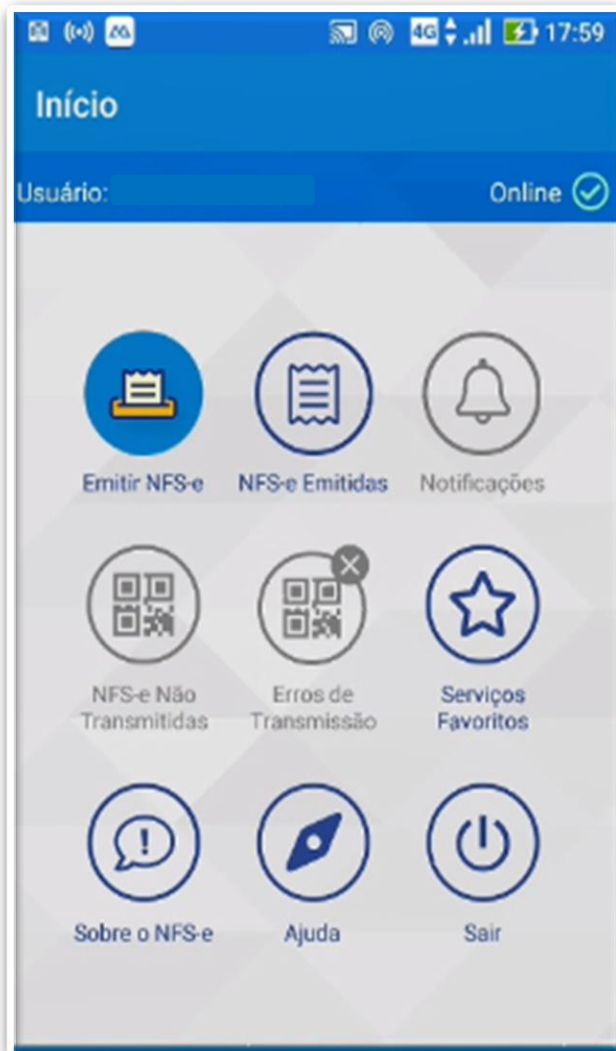 4G 17:59
Início
Usuário: Online
Emitir NFS-e NFS-e Emitidas Notificações
NFS-e Não Erros de Serviços
Transmitidas Transmissão Favoritos
Sobre o NFS-e Ajuda Sair